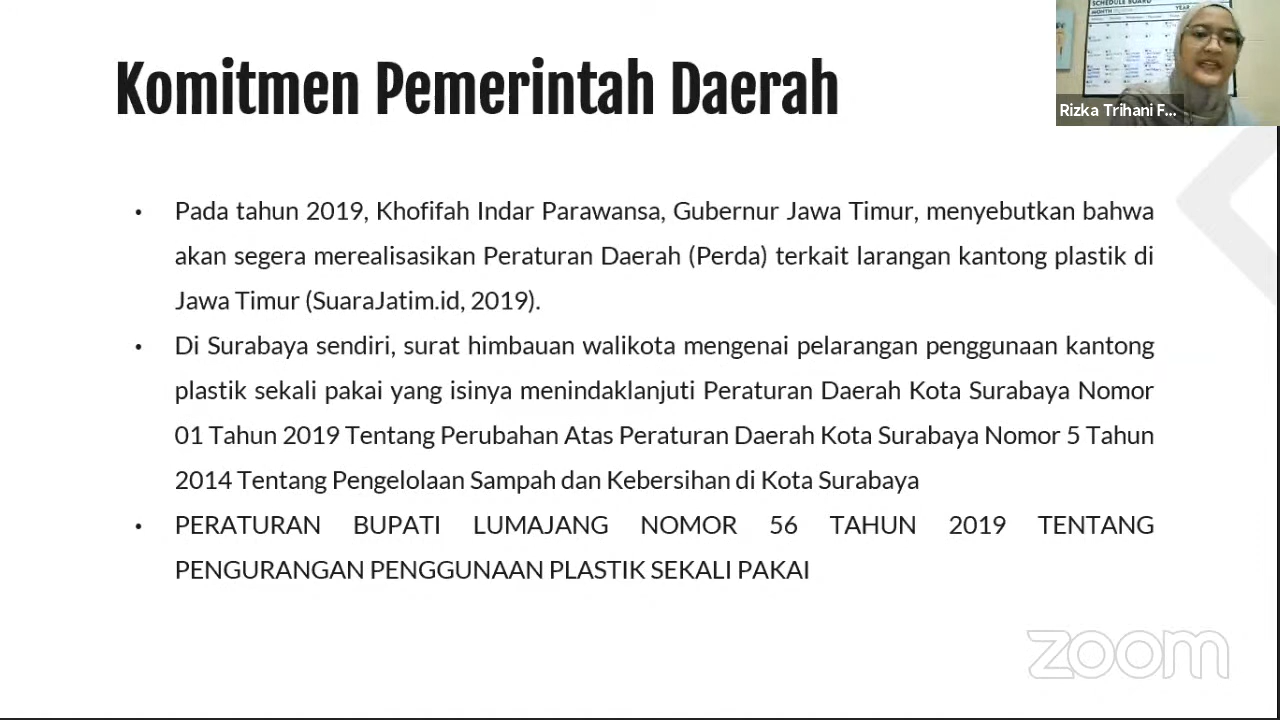 SCHEDULE BOARD
MONTH
YEAR
Rizka Trihani F...
Komitmen Pemerintah Daerah
• Pada tahun 2019, Khofifah Indar Parawansa, Gubernur Jawa Timur, menyebutkan bahwa
akan segera merealisasikan Peraturan Daerah (Perda) terkait larangan kantong plastik di
Jawa Timur (SuaraJatim.id, 2019).
• Di Surabaya sendiri, surat himbauan walikota mengenai pelarangan penggunaan kantong
plastik sekali pakai yang isinya menindaklanjuti Peraturan Daerah Kota Surabaya Nomor
01 Tahun 2019 Tentang Perubahan Atas Peraturan Daerah Kota Surabaya Nomor 5 Tahun
2014 Tentang Pengelolaan Sampah dan Kebersihan di Kota Surabaya
• PERATURAN BUPATI LUMAJANG NOMOR 56 TAHUN 2019 TENTANG
PENGURANGAN PENGGUNAAN PLASTIK SEKALI PAKAI
zoom